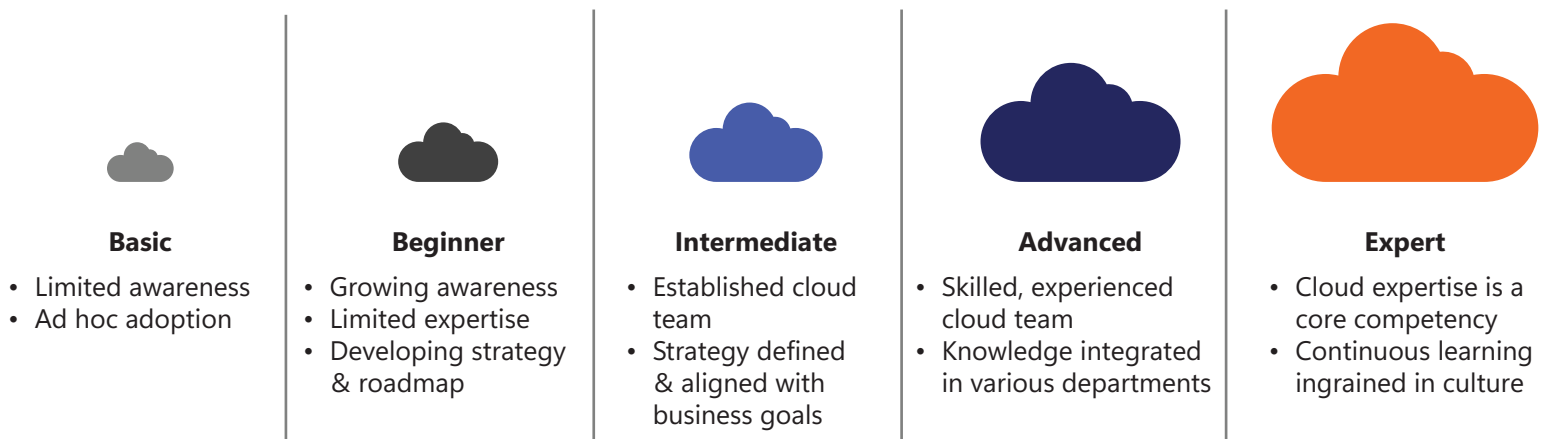 Basic
• Limited awareness
• Ad hoc adoption
Beginner
• Growing awareness
• Limited expertise
• Developing strategy
& roadmap
Intermediate
• Established cloud
team
• Strategy defined
& aligned with
business goals
Advanced
• Skilled, experienced
cloud team
• Knowledge integrated
in various departments
Expert
• Cloud expertise is a
core competency
• Continuous learning
ingrained in culture